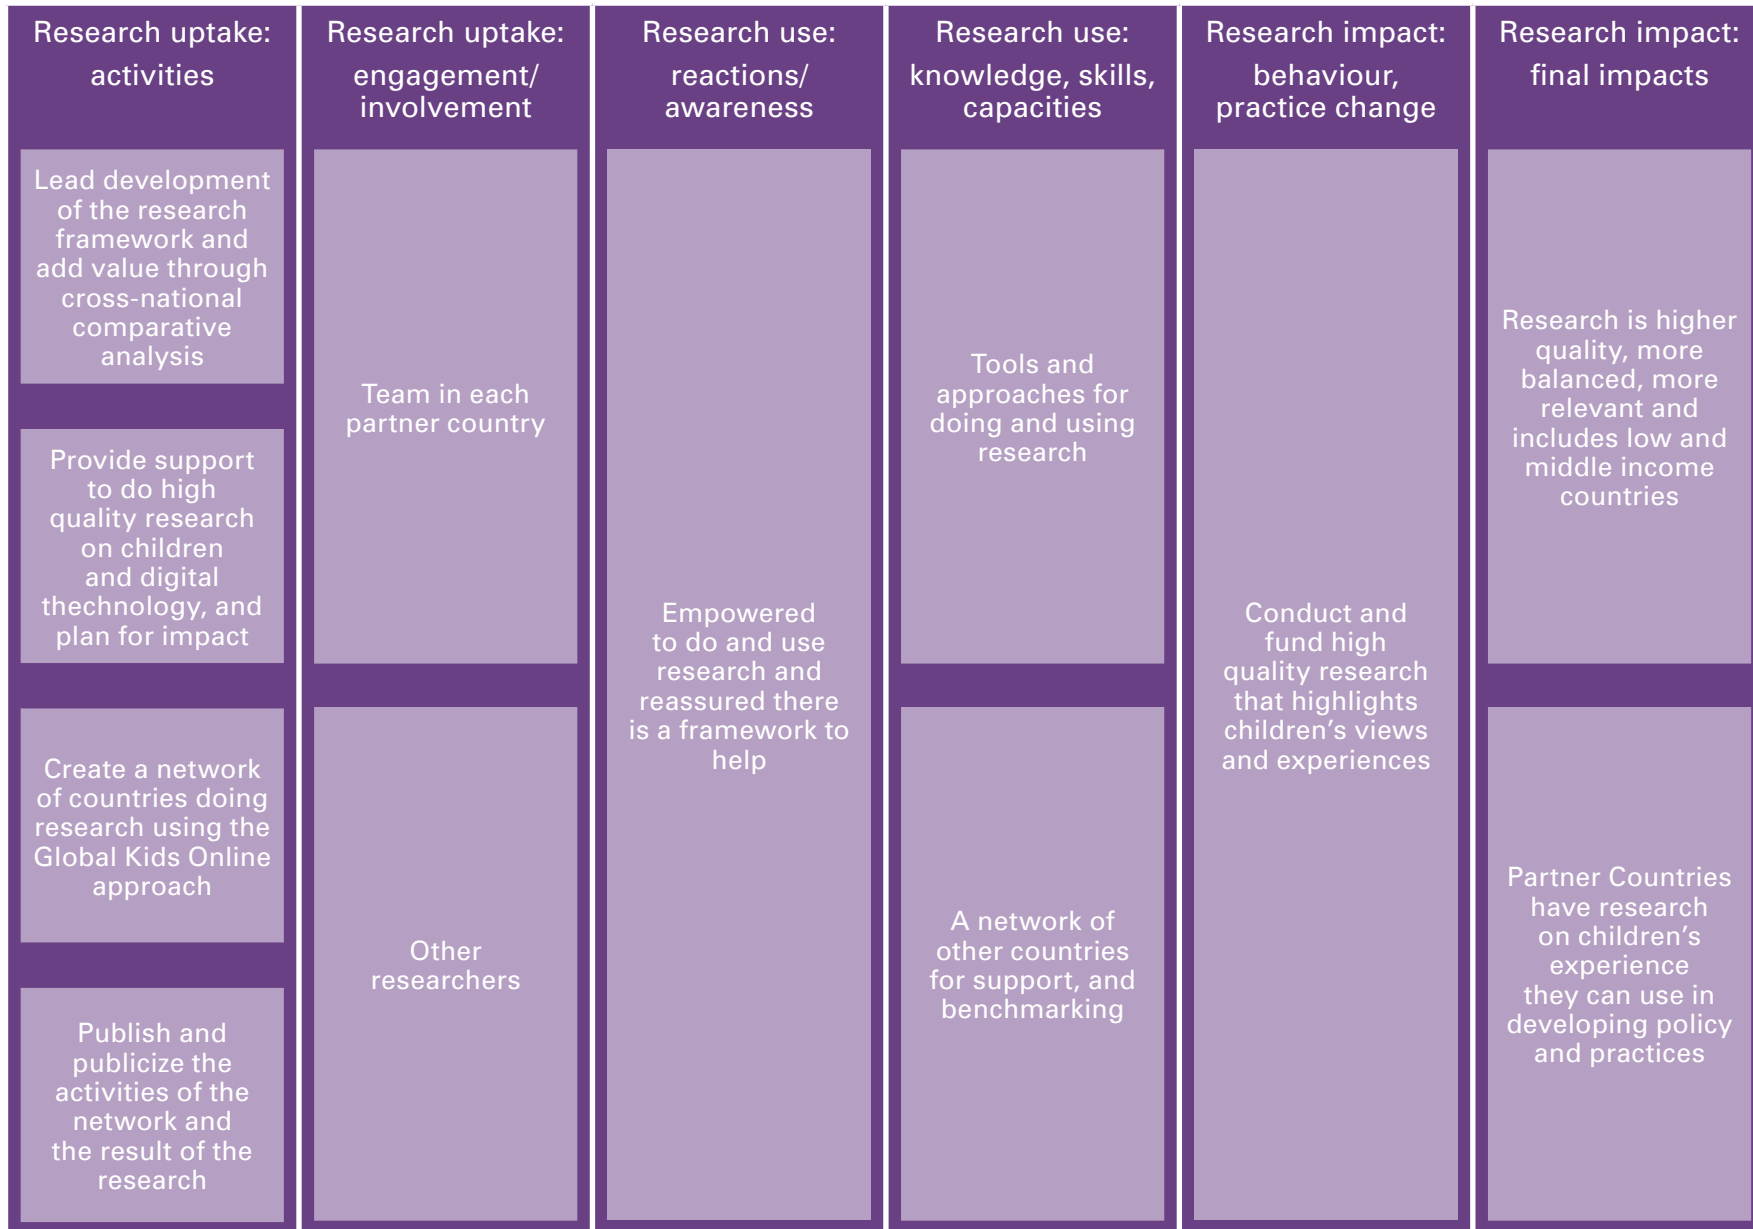 Research uptake:
activities
Lead development
of the research
framework and
add value through
cross-national
comparative
analysis
Provide support
to do high
quality research
on children
and digital
thechnology, and
plan for impact
Create a network
of countries doing
research using the
Global Kids Online
approach
Publish and
publicize the
activities of the
network and
the result of the
research
Research uptake:
engagement/
involvement
Team in each
partner country
Other
researchers
Research use:
reactions/
awareness
Empowered
to do and use
research and
reassured there
is a framework to
help
Research use:
knowledge, skills,
capacities
Tools and
approaches for
doing and using
research
A network of
other countries
for support, and
benchmarking
Research impact:
behaviour,
practice change
Conduct and
fund high
quality research
that highlights
children’s views
and experiences
Research impact:
final impacts
Research is higher
quality, more
balanced, more
relevant and
includes low and
middle income
countries
Partner Countries
have research
on children’s
experience
they can use in
developing policy
and practices